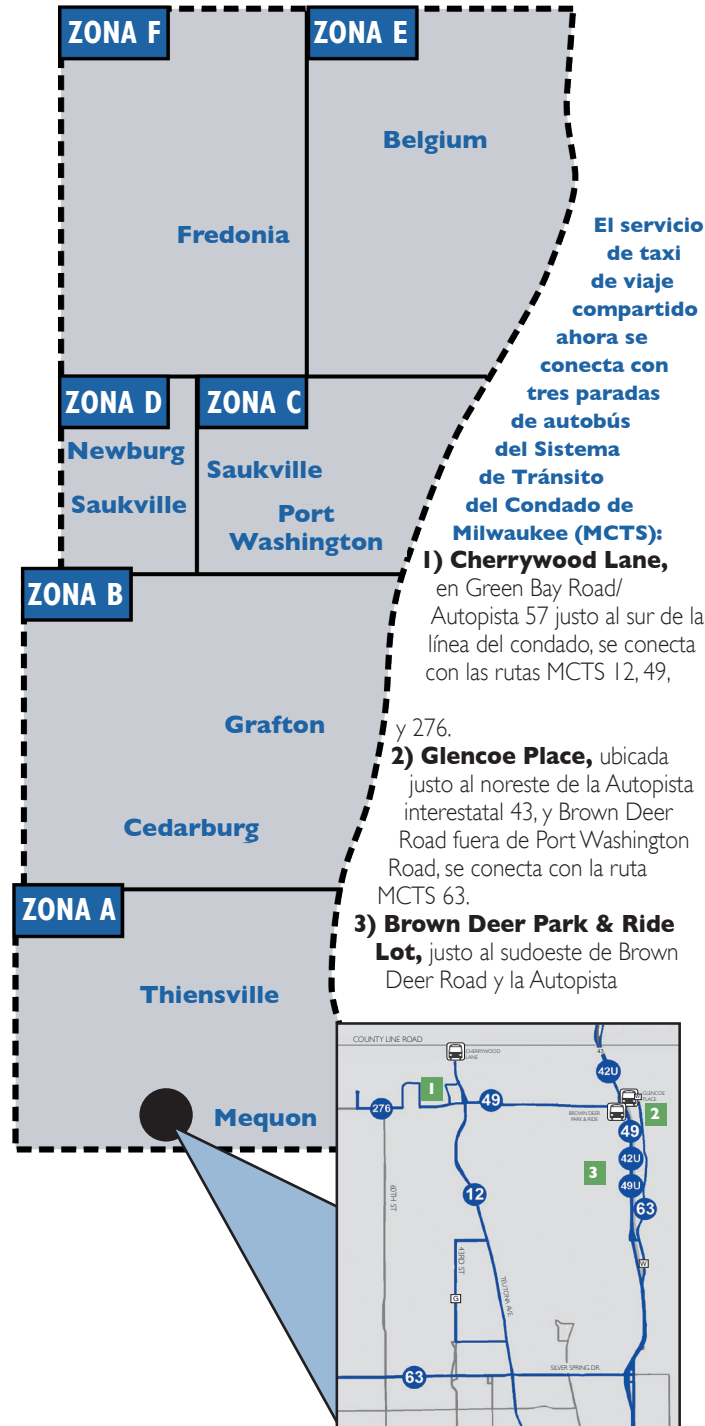 ZONA F
ZONA E
Belgium
Fredonia
ZONA D
ZONA C
Newburg
Saukville
Saukville
Port
Washington
ZONA B
Grafton
Cedarburg
ZONA A
Thiensville
Mequon
El servicio
de taxi
de viaje
compartido
ahora se
conecta con
tres paradas
de autobús
del Sistema
de Tránsito
del Condado de
Milwaukee (MCTS):
1) Cherrywood Lane,
en Green Bay Road/
Autopista 57 justo al sur de la
línea del condado, se conecta
con las rutas MCTS 12, 49,
y 276.
2) Glencoe Place, ubicada
justo al noreste de la Autopista
interestatal 43, y Brown Deer
Road fuera de Port Washington
Road, se conecta con la ruta
MCTS 63.
3) Brown Deer Park & Ride
Lot, justo al sudoeste de Brown
Deer Road y la Autopista
COUNTY LINE ROAD
CHERRYWOOD
LANE
43
42U
1
276
49
GLENCOE
PLACE
BROWN DEER
PARK & RIDE
2
49
42U
3
49U
63
60TH ST
12
43RD ST
TEUTONIA AVE
W
G
SILVER SPRING DR.
63